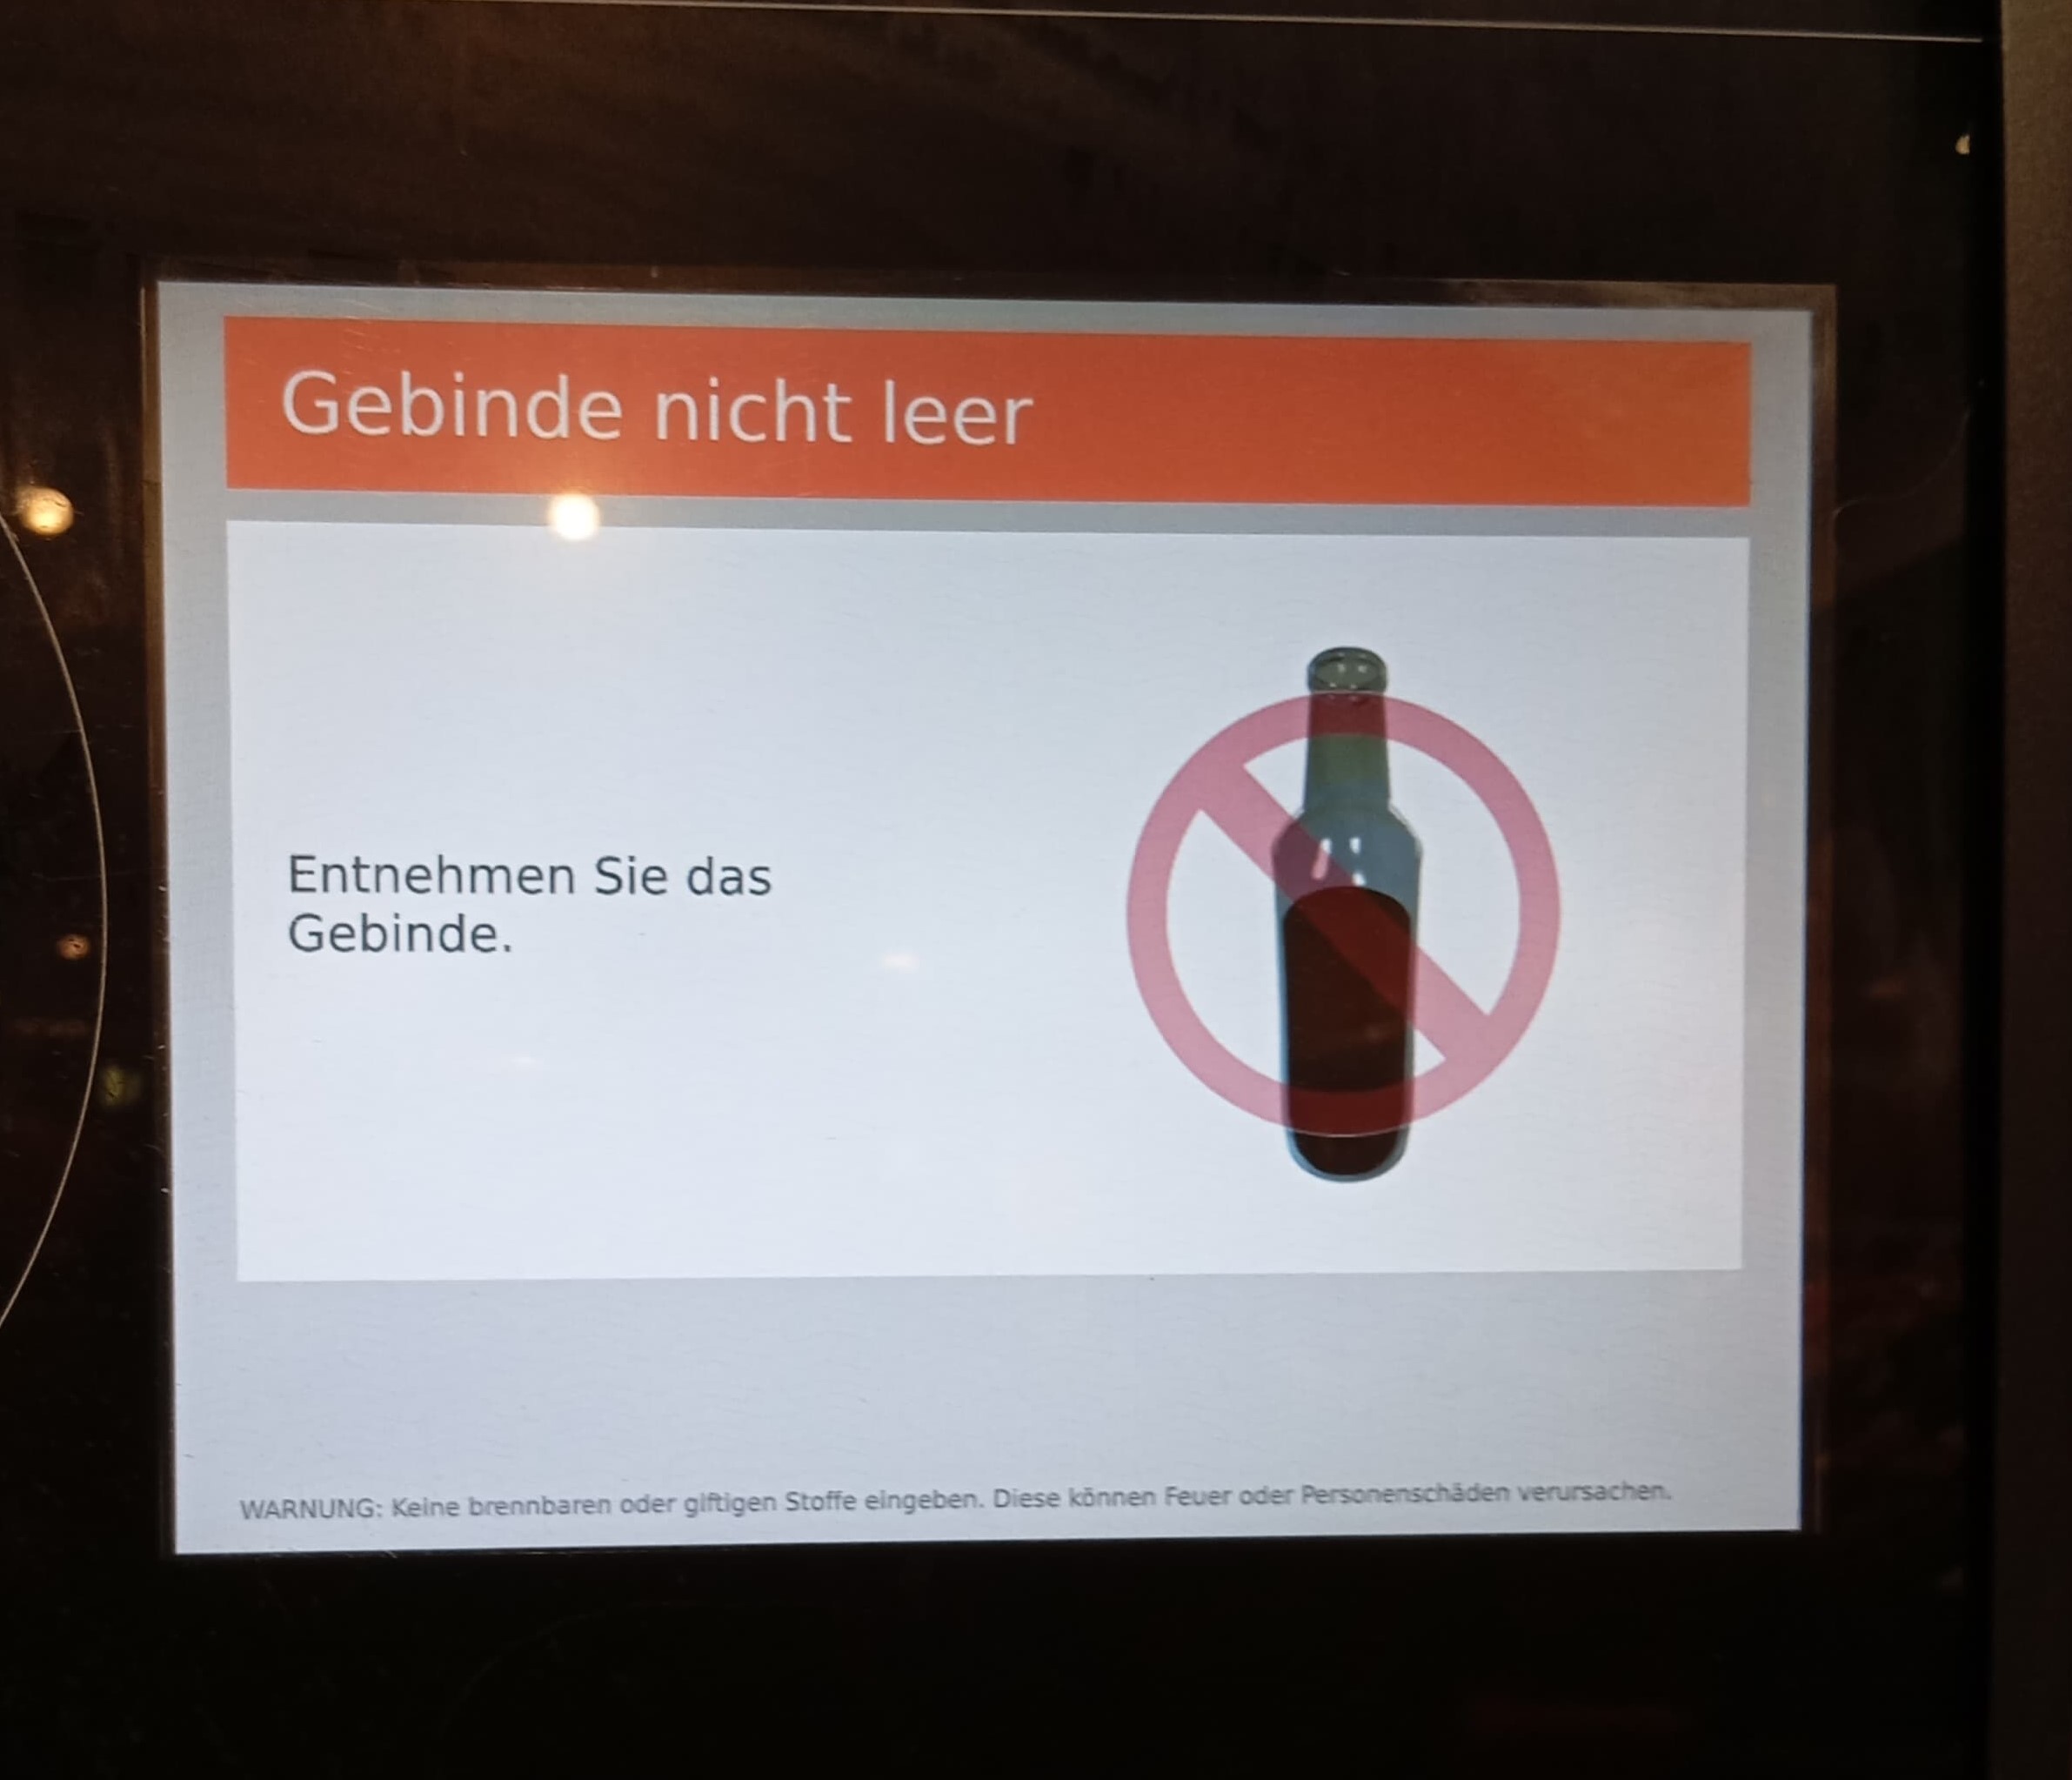 Gebinde nicht leer
Entnehmen Sie das
Gebinde.
WARNUNG: Keine brennbaren oder giftigen Stoffe eingeben. Diese können Feuer oder Personenschäden verursachen.